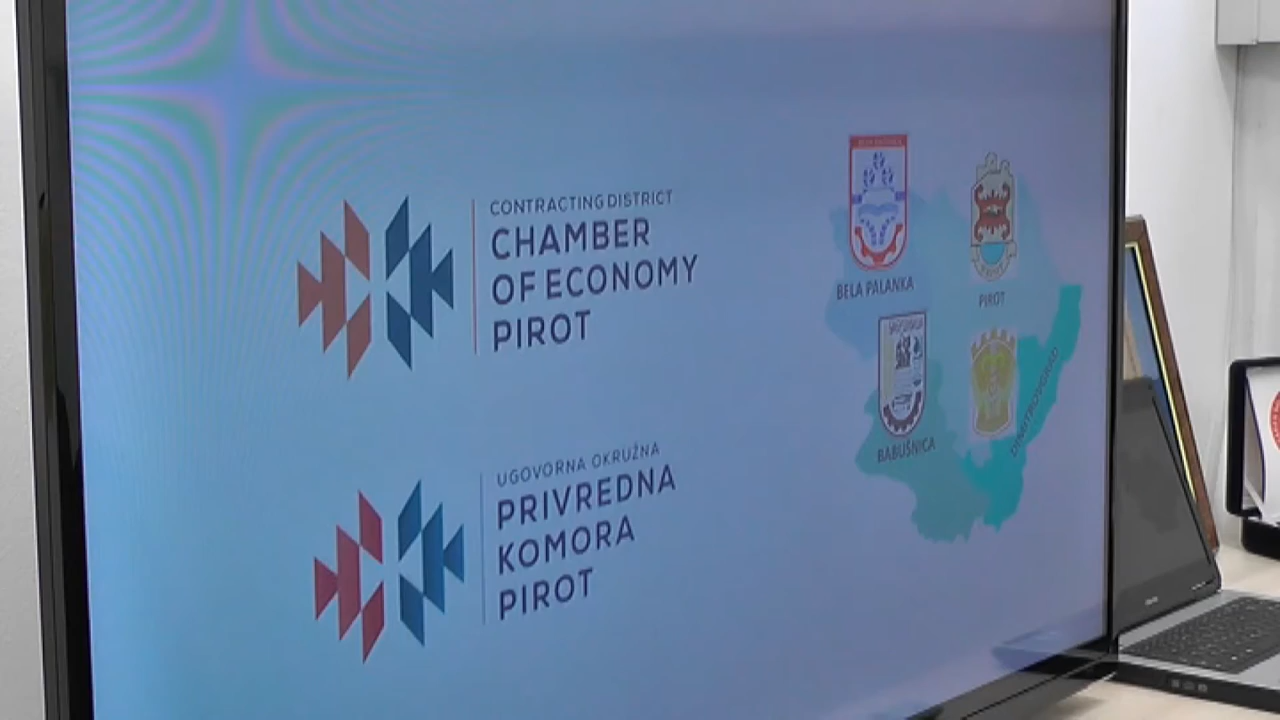 CONTRACTING DISTRICT
CHAMBER
OF ECONOMY
PIROT
UGOVORNA OKRUŽNA
PRIVREDNA
KOMORA
PIROT
BELA PALANKA
PIROT
BABUŠNICA
DIMITROVGRAD